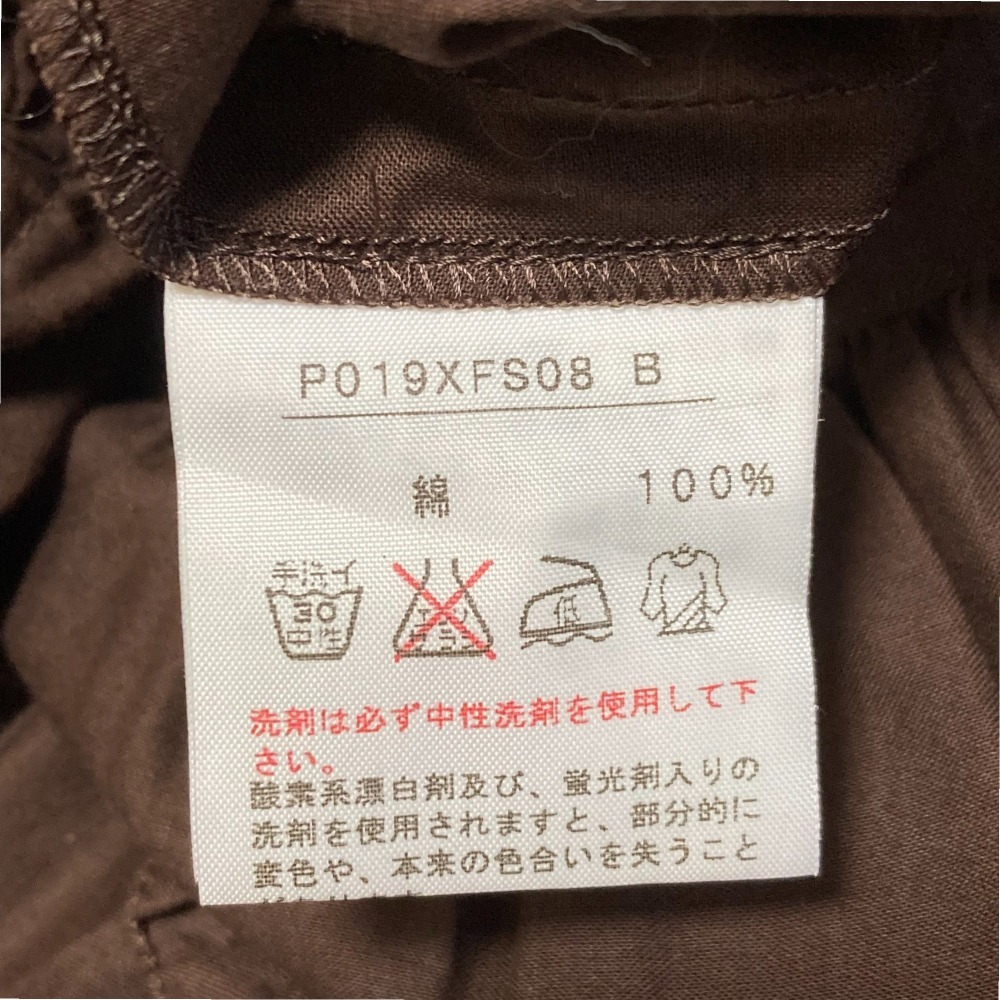 P019XFS08 B
綿 100%
手洗イ
30
中性
洗剤は必ず中性洗剤を使用して下
さい。
酸素系漂白剤及び、蛍光剤入りの
洗剤を使用されますと、部分的に
変色や、本来の色合いを失うこと